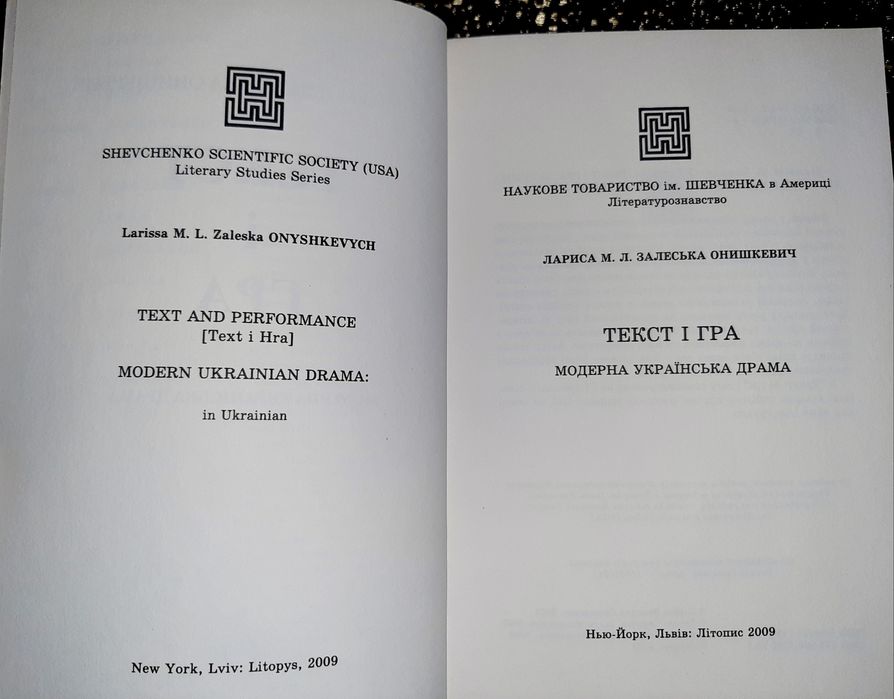 SHEVCHENKO SCIENTIFIC SOCIETY (USA)
Literary Studies Series
Larissa M. L. Zaleska ONYSHKEVYCH
TEXT AND PERFORMANCE
[Text i Hra]
MODERN UKRAINIAN DRAMA:
in Ukrainian
New York, Lviv: Litopys, 2009
НАУКОВЕ ТОВАРИСТВО ім. ШЕВЧЕНКА в Америці
Літературознавство
ЛАРИСА М. Л. ЗАЛЕСЬКА ОНИШКЕВИЧ
ТЕКСТ І ГРА
МОДЕРНА УКРАЇНСЬКА ДРАМА
Нью-Йорк, Львів: Літопис 2009